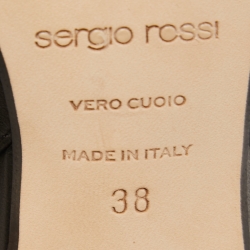 sergio rossi
VERO CUOIO
MADE IN ITALY
38